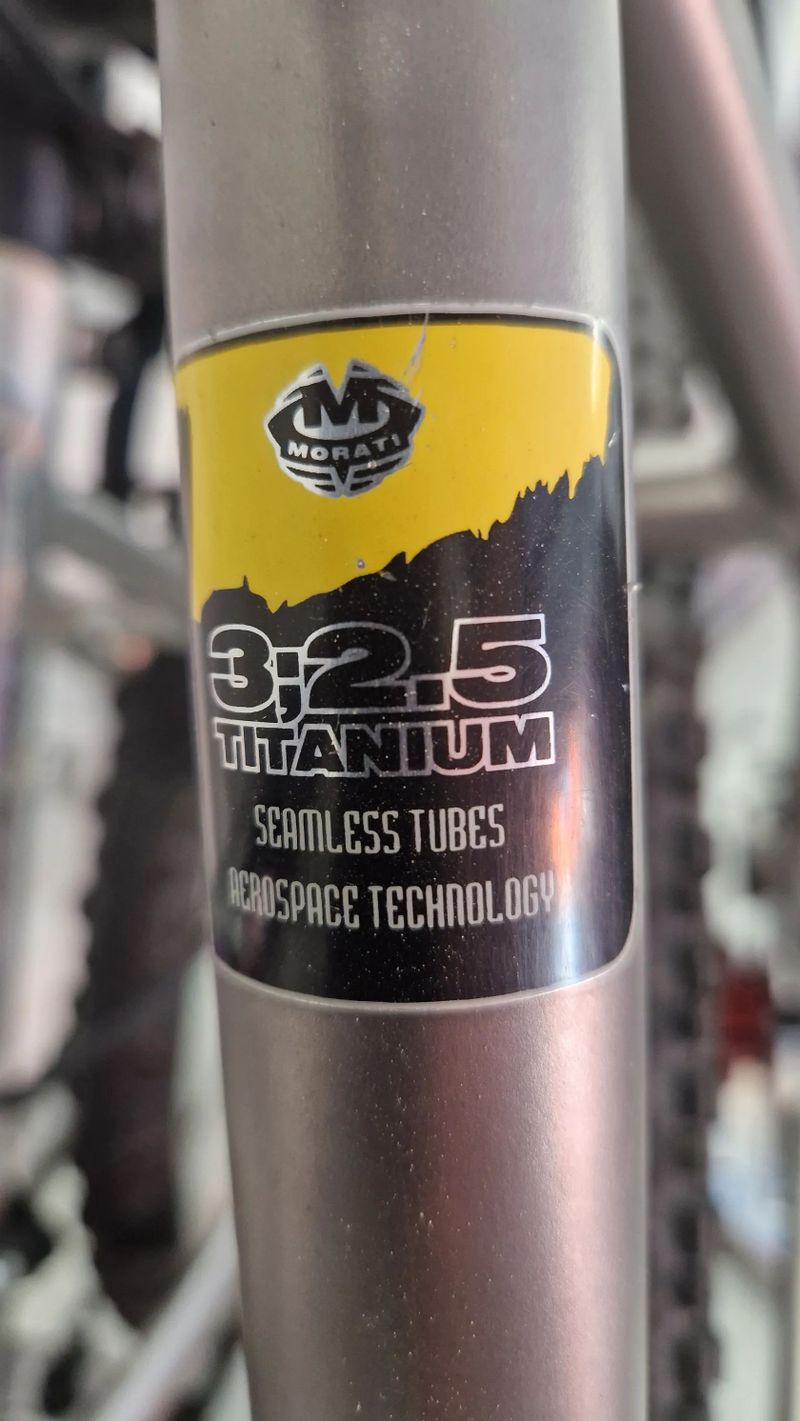 M
MORATI
3;2.5
TITANIUM
SEAMLESS TUBES
AEROSPACE TECHNOLOGY